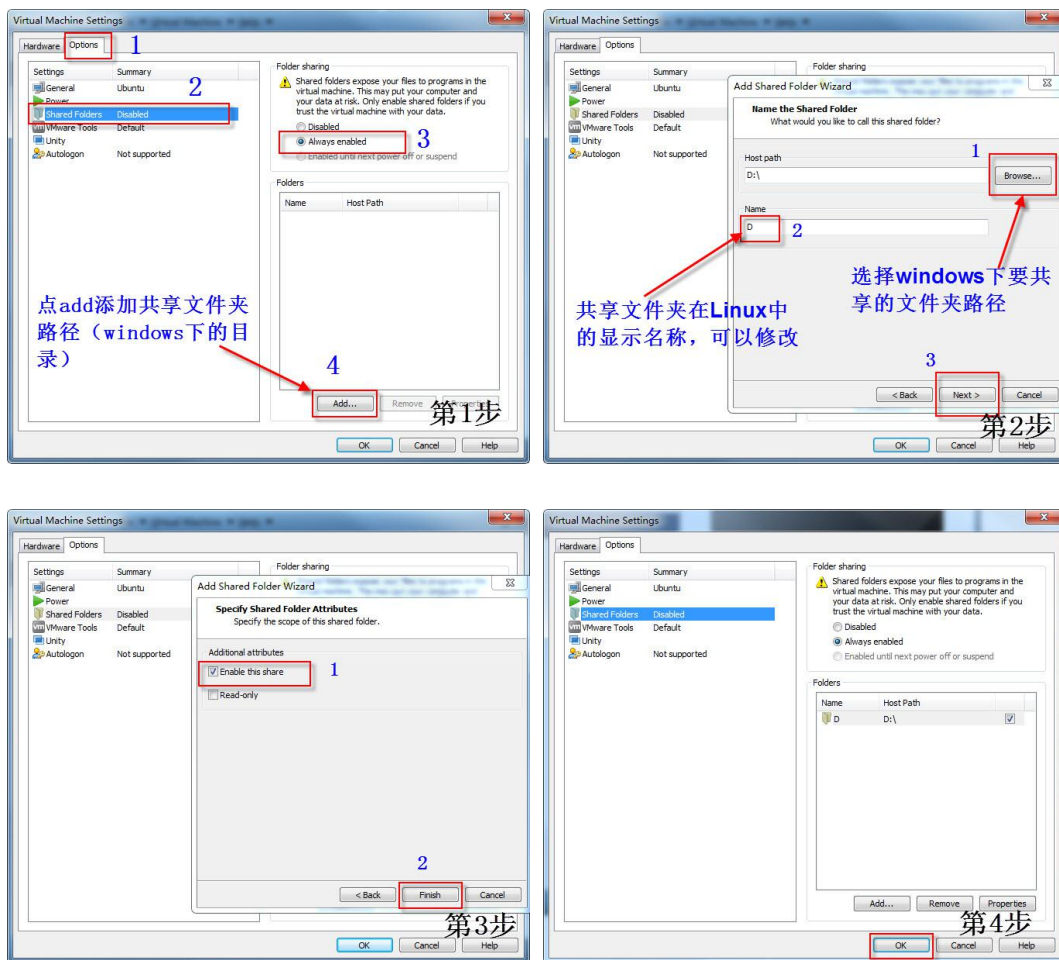 Virtual Machine Settings
Hardware Options 1
Settings Summary
General Ubuntu
Power
2
Shared Folders Disabled
VMware Tools Default
Unity
Autologon Not supported
Folder sharing
Shared folders expose your files to programs in the
virtual machine. This may put your computer and
your data at risk. Only enable shared folders if you
trust the virtual machine with your data.
Disabled
Always enabled 3
Enabled until next power off or suspend
Folders
Name Host Path
点add添加共享文件夹
路径（windows下的目
录）
4
Add... Remove Properties
第1步
OK Cancel Help
Virtual Machine Settings
Hardware Options
Settings Summary
General Ubuntu
Power
Shared Folders Disabled
VMware Tools Default
Unity
Autologon Not supported
Folder sharing
Add Shared Folder Wizard
Name the Shared Folder
What would you like to call this shared folder?
1
Host path
D:\ Browse...
Name
D 2
选择windows下要共
享的文件夹路径
共享文件夹在Linux中
的显示名称，可以修改
3
< Back Next > Cancel
第2步
OK Cancel Help
Virtual Machine Settings
Hardware Options
Settings Summary
General Ubuntu
Power
Shared Folders Disabled
VMware Tools Default
Unity
Autologon Not supported
Folder sharing
Add Shared Folder Wizard
Specify Shared Folder Attributes
Specify the scope of this shared folder.
Additional attributes
Enable this share 1
Read-only
2
< Back Finish Cancel
第3步
OK Cancel Help
Virtual Machine Settings
Hardware Options
Settings Summary
General Ubuntu
Power
Shared Folders Disabled
VMware Tools Default
Unity
Autologon Not supported
Folder sharing
Shared folders expose your files to programs in the
virtual machine. This may put your computer and
your data at risk. Only enable shared folders if you
trust the virtual machine with your data.
Disabled
Always enabled
Enabled until next power off or suspend
Folders
Name Host Path
D D:\
Add... Remove Properties
第4步
OK Cancel Help